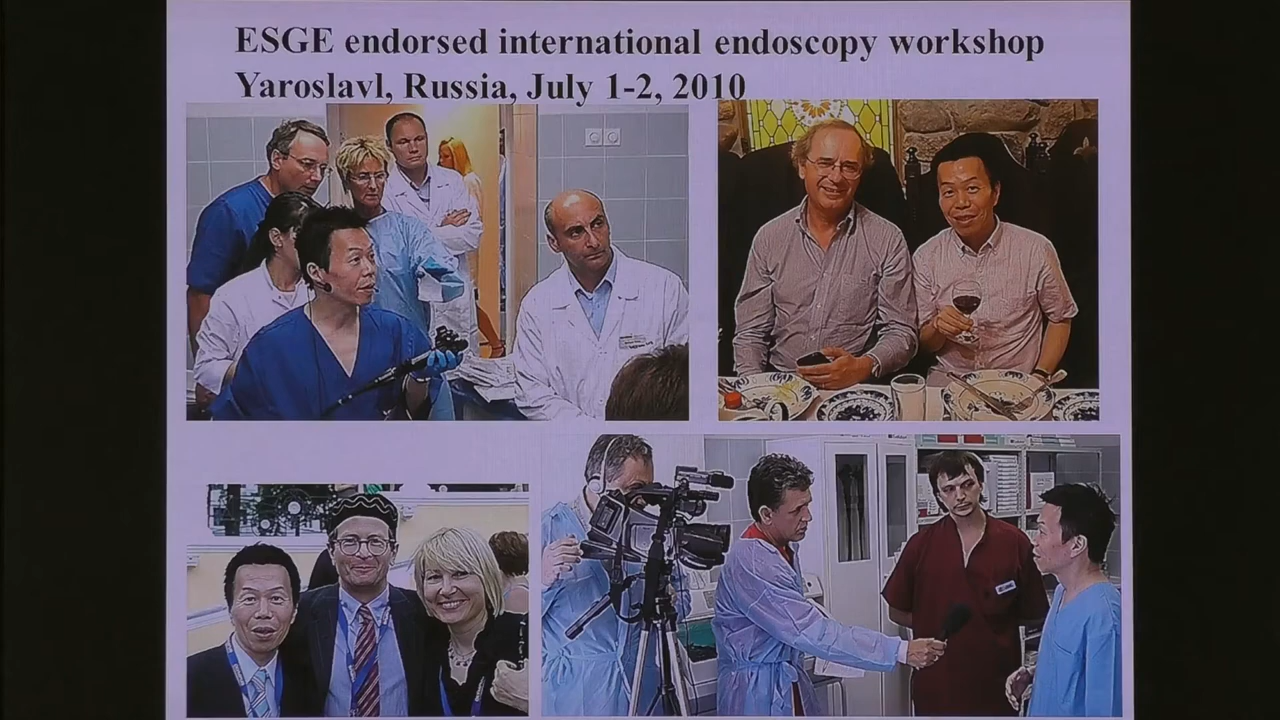 ESGE endorsed international endoscopy workshop
Yaroslavl, Russia, July 1-2, 2010